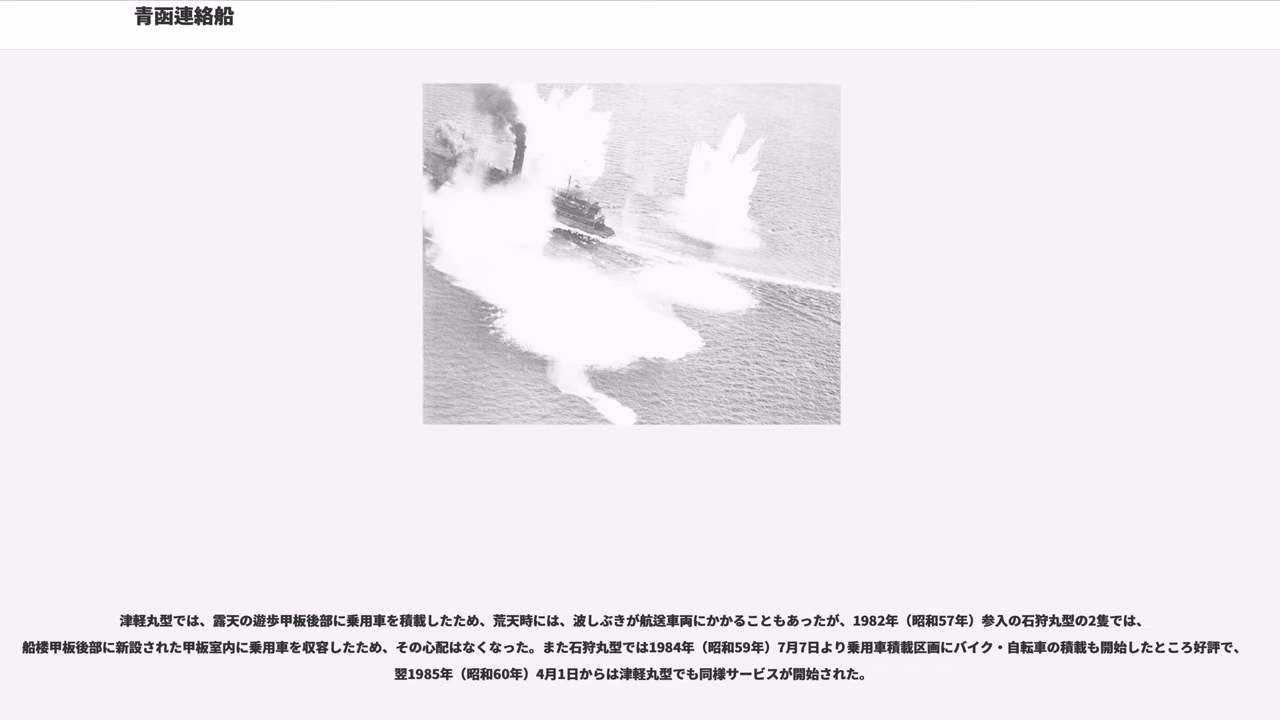 青函連絡船
津軽丸型では、露天の遊歩甲板後部に乗用車を積載したため、荒天時には、波しぶきが航送車両にかかることもあったが、1982年（昭和57年）参入の石狩丸型の2隻では、
船楼甲板後部に新設された甲板室内に乗用車を収容したため、その心配はなくなった。また石狩丸型では1984年（昭和59年）7月7日より乗用車積載区画にバイク・自転車の積載も開始したところ好評で、
翌1985年（昭和60年）4月1日からは津軽丸型でも同様サービスが開始された。